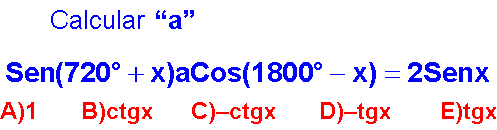 Calcular “a”
Sen(720° + x)aCos(1800° − x) = 2Senx
A)1 B)ctgx C)–ctgx D)–tgx E)tgx